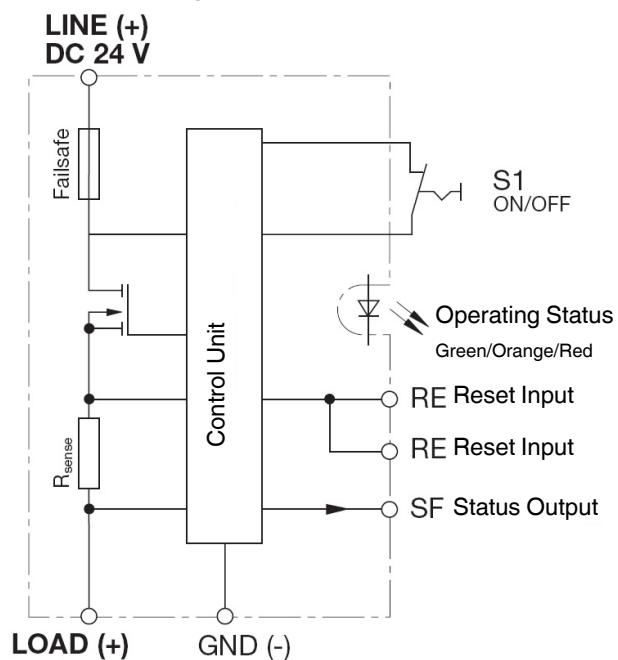 LINE (+)
DC 24 V
Failsafe
S1
ON/OFF
Operating Status
Green/Orange/Red
Control Unit
RE Reset Input
RE Reset Input
Rsense
SF Status Output
LOAD (+)
GND (-)